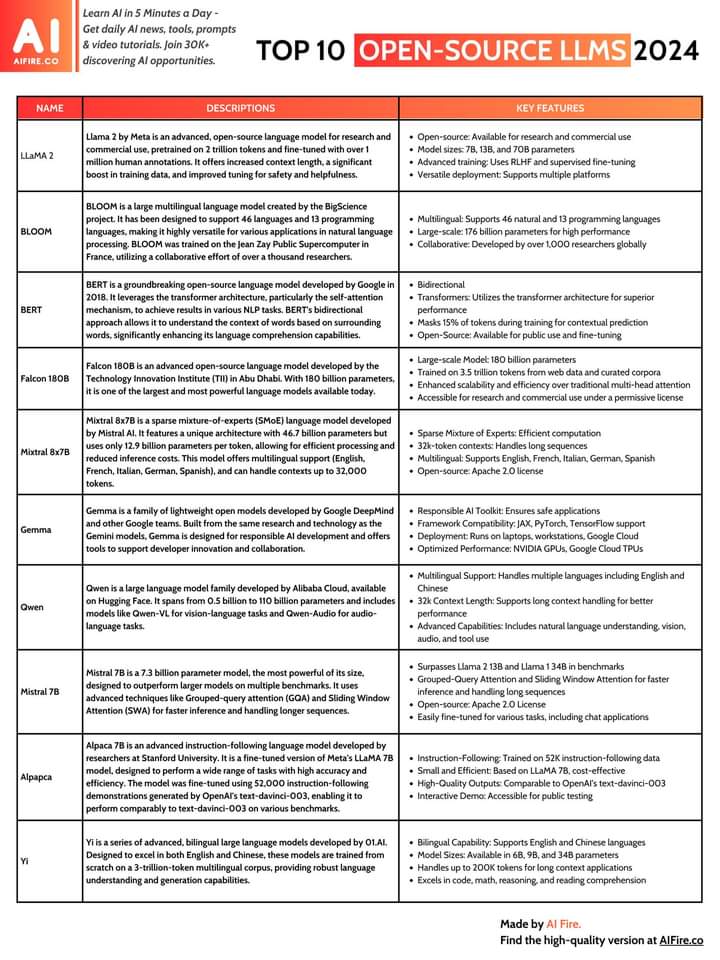 AI
AIFIRE.CO
Learn AI in 5 Minutes a Day -
Get daily AI news, tools, prompts
& video tutorials. Join 30K+
discovering AI opportunities.
TOP 10 OPEN-SOURCE LLMS 2024
NAME DESCRIPTIONS KEY FEATURES
LLaMA 2
Llama 2 by Meta is an advanced, open-source language model for research and
commercial use, pretrained on 2 trillion tokens and fine-tuned with over 1
million human annotations. It offers increased context length, a significant
boost in training data, and improved tuning for safety and helpfulness.
• Open-source: Available for research and commercial use
• Model sizes: 7B, 13B, and 70B parameters
• Advanced training: Uses RLHF and supervised fine-tuning
• Versatile deployment: Supports multiple platforms
BLOOM
BLOOM is a large multilingual language model created by the BigScience
project. It has been designed to support 46 languages and 13 programming
languages, making it highly versatile for various applications in natural language
processing. BLOOM was trained on the Jean Zay Public Supercomputer in
France, utilizing a collaborative effort of over a thousand researchers.
• Multilingual: Supports 46 natural and 13 programming languages
• Large-scale: 176 billion parameters for high performance
• Collaborative: Developed by over 1,000 researchers globally
BERT
BERT is a groundbreaking open-source language model developed by Google in
2018. It leverages the transformer architecture, particularly the self-attention
mechanism, to achieve results in various NLP tasks. BERT's bidirectional
approach allows it to understand the context of words based on surrounding
words, significantly enhancing its language comprehension capabilities.
• Bidirectional
• Transformers: Utilizes the transformer architecture for superior
performance
• Masks 15% of tokens during training for contextual prediction
• Open-Source: Available for public use and fine-tuning
Falcon 180B
Falcon 180B is an advanced open-source language model developed by the
Technology Innovation Institute (TII) in Abu Dhabi. With 180 billion parameters,
it is one of the largest and most powerful language models available today.
• Large-scale Model: 180 billion parameters
• Trained on 3.5 trillion tokens from web data and curated corpora
• Enhanced scalability and efficiency over traditional multi-head attention
• Accessible for research and commercial use under a permissive license
Mixtral 8x7B
Mixtral 8x7B is a sparse mixture-of-experts (SMoE) language model developed
by Mistral AI. It features a unique architecture with 46.7 billion parameters but
uses only 12.9 billion parameters per token, allowing for efficient processing and
reduced inference costs. This model offers multilingual support (English,
French, Italian, German, Spanish), and can handle contexts up to 32,000
tokens.
• Sparse Mixture of Experts: Efficient computation
• 32k-token contexts: Handles long sequences
• Multilingual: Supports English, French, Italian, German, Spanish
• Open-source: Apache 2.0 license
Gemma
Gemma is a family of lightweight open models developed by Google DeepMind
and other Google teams. Built from the same research and technology as the
Gemini models, Gemma is designed for responsible AI development and offers
tools to support developer innovation and collaboration.
• Responsible AI Toolkit: Ensures safe applications
• Framework Compatibility: JAX, PyTorch, TensorFlow support
• Deployment: Runs on laptops, workstations, Google Cloud
• Optimized Performance: NVIDIA GPUs, Google Cloud TPUs
Qwen
Qwen is a large language model family developed by Alibaba Cloud, available
on Hugging Face. It spans from 0.5 billion to 110 billion parameters and includes
models like Qwen-VL for vision-language tasks and Qwen-Audio for audio-
language tasks.
• Multilingual Support: Handles multiple languages including English and
Chinese
• 32k Context Length: Supports long context handling for better
performance
• Advanced Capabilities: Includes natural language understanding, vision,
audio, and tool use
Mistral 7B
Mistral 7B is a 7.3 billion parameter model, the most powerful of its size,
designed to outperform larger models on multiple benchmarks. It uses
advanced techniques like Grouped-query attention (GQA) and Sliding Window
Attention (SWA) for faster inference and handling longer sequences.
• Surpasses Llama 2 13B and Llama 1 34B in benchmarks
• Grouped-Query Attention and Sliding Window Attention for faster
inference and handling long sequences
• Open-source: Apache 2.0 License
• Easily fine-tuned for various tasks, including chat applications
Alpapca
Alpaca 7B is an advanced instruction-following language model developed by
researchers at Stanford University. It is a fine-tuned version of Meta's LLaMA 7B
model, designed to perform a wide range of tasks with high accuracy and
efficiency. The model was fine-tuned using 52,000 instruction-following
demonstrations generated by OpenAI's text-davinci-003, enabling it to
perform comparably to text-davinci-003 on various benchmarks.
• Instruction-Following: Trained on 52K instruction-following data
• Small and Efficient: Based on LLaMA 7B, cost-effective
• High-Quality Outputs: Comparable to OpenAI's text-davinci-003
• Interactive Demo: Accessible for public testing
Yi
Yi is a series of advanced, bilingual large language models developed by 01.AI.
Designed to excel in both English and Chinese, these models are trained from
scratch on a 3-trillion-token multilingual corpus, providing robust language
understanding and generation capabilities.
• Bilingual Capability: Supports English and Chinese languages
• Model Sizes: Available in 6B, 9B, and 34B parameters
• Handles up to 200K tokens for long context applications
• Excels in code, math, reasoning, and reading comprehension
Made by AI Fire.
Find the high-quality version at AIFire.co